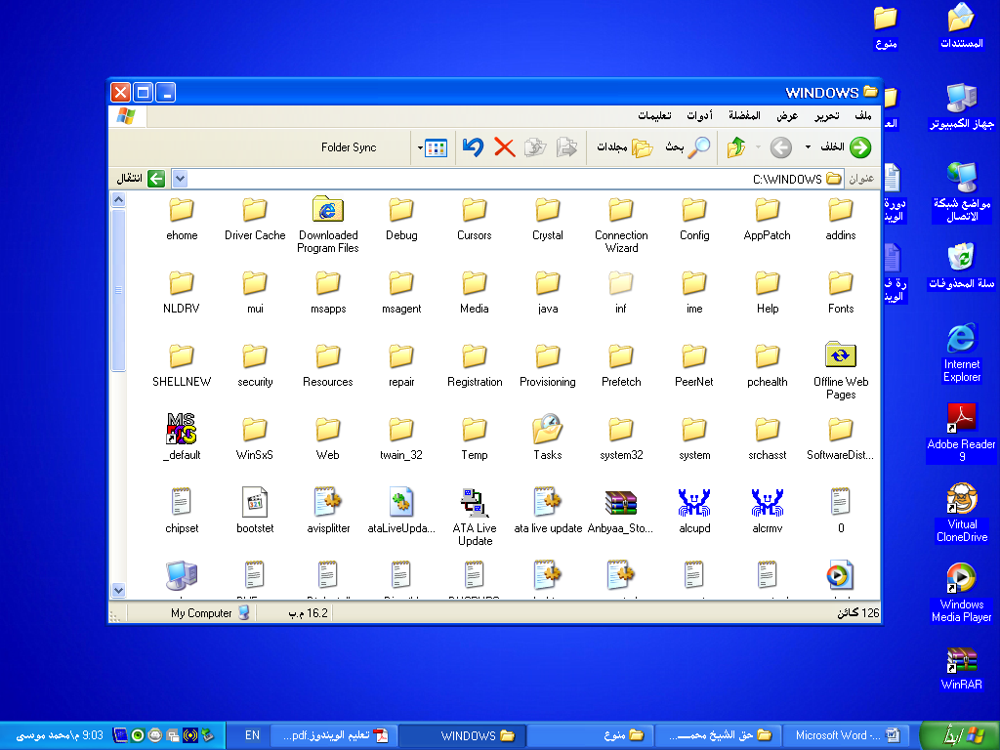 منوع
المستندات
WINDOWS
ملف تحرير عرض المفضلة أدوات تعليمات
الخلف بحث مجلدات Folder Sync
عنوان C:\WINDOWS انتقال
جهاز الكمبيوتر
مواضع شبكة
الاتصال
سلة المحذوفات
Internet
Explorer
Adobe Reader
9
Virtual
CloneDrive
Windows
Media Player
WinRAR
دورة
الويند
رة ف
الويند
ehome Driver Cache Downloaded Program Files Debug Cursors Crystal Connection Wizard Config AppPatch addins
NLDRV mui msapps msagent Media java inf ime Help Fonts
SHELLNEW security Resources repair Registration Provisioning Prefetch PeerNet pchealth Offline Web Pages
_default WinSxS Web twain_32 Temp Tasks system32 system srchasst SoftwareDist...
chipset bootstet avisplitter ataLiveUpda... ATA Live Update ata live update Anbyaa_Sto... alcupd alcrmv 0
126 كائن 16.2 م.ب My Computer
ابدأ Microsoft Word -... حق الشيخ محمـــ... منوع WINDOWS تعليم الويندوز.pdf... EN 9:03 م\محمد موسى